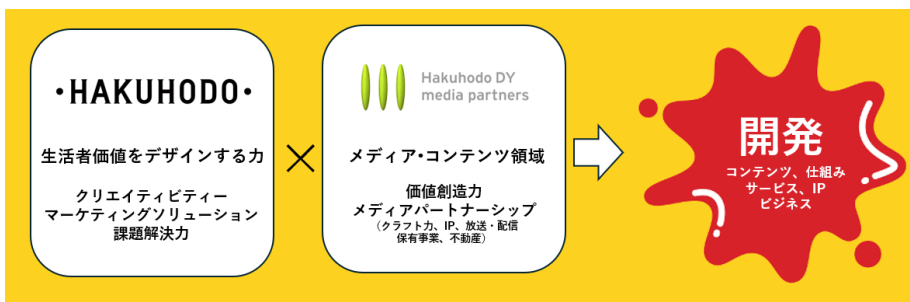 ・HAKUHODO・
生活者価値をデザインする力
クリエイティビティー
マーケティングソリューション
課題解決力
×
Hakuhodo DY
media partners
メディア・コンテンツ領域
価値創造力
メディアパートナーシップ
（クラフト力、IP、放送・配信
保有事業、不動産）
開発
コンテンツ、仕組み
サービス、IP
ビジネス